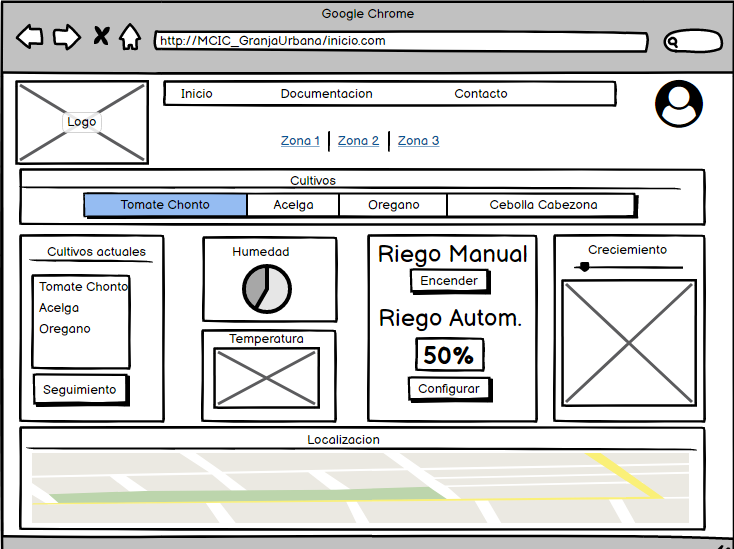 Google Chrome
http://MCIC_GranjaUrbana/inicio.com
Logo
Inicio Documentacion Contacto
Zona 1 Zona 2 Zona 3
Cultivos
Tomate Chonto Acelga Oregano Cebolla Cabezona
Cultivos actuales
Tomate Chonto
Acelga
Oregano
Seguimiento
Humedad
Temperatura
Riego Manual
Encender
Riego Autom.
50%
Configurar
Creciemiento
Localizacion